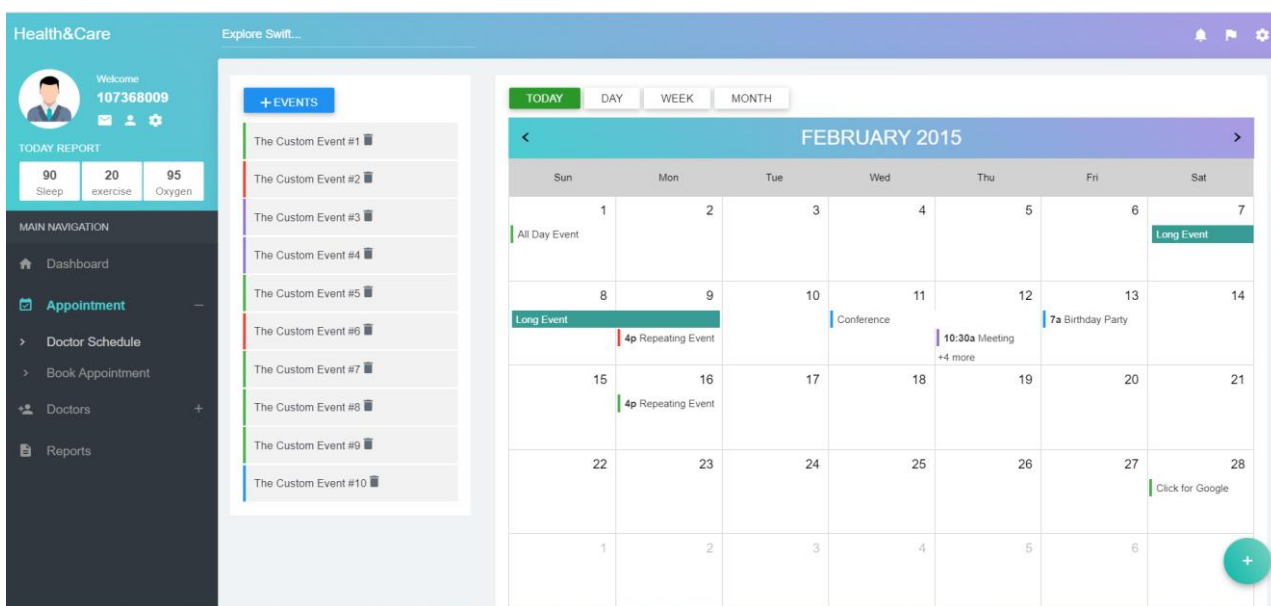 Health&Care
Explore Swift...
Welcome
107368009
TODAY REPORT
90 20 95
Sleep exercise Oxygen
MAIN NAVIGATION
Dashboard
Appointment
Doctor Schedule
Book Appointment
Doctors
Reports
+EVENTS
The Custom Event #1
The Custom Event #2
The Custom Event #3
The Custom Event #4
The Custom Event #5
The Custom Event #6
The Custom Event #7
The Custom Event #8
The Custom Event #9
The Custom Event #10
TODAY DAY WEEK MONTH
FEBRUARY 2015
Sun Mon Tue Wed Thu Fri Sat
1 2 3 4 5 6 7
All Day Event Long Event
8 9 10 11 12 13 14
Long Event Conference 7a Birthday Party
4p Repeating Event 10:30a Meeting
+4 more
15 16 17 18 19 20 21
4p Repeating Event
22 23 24 25 26 27 28
Click for Google
1 2 3 4 5 6